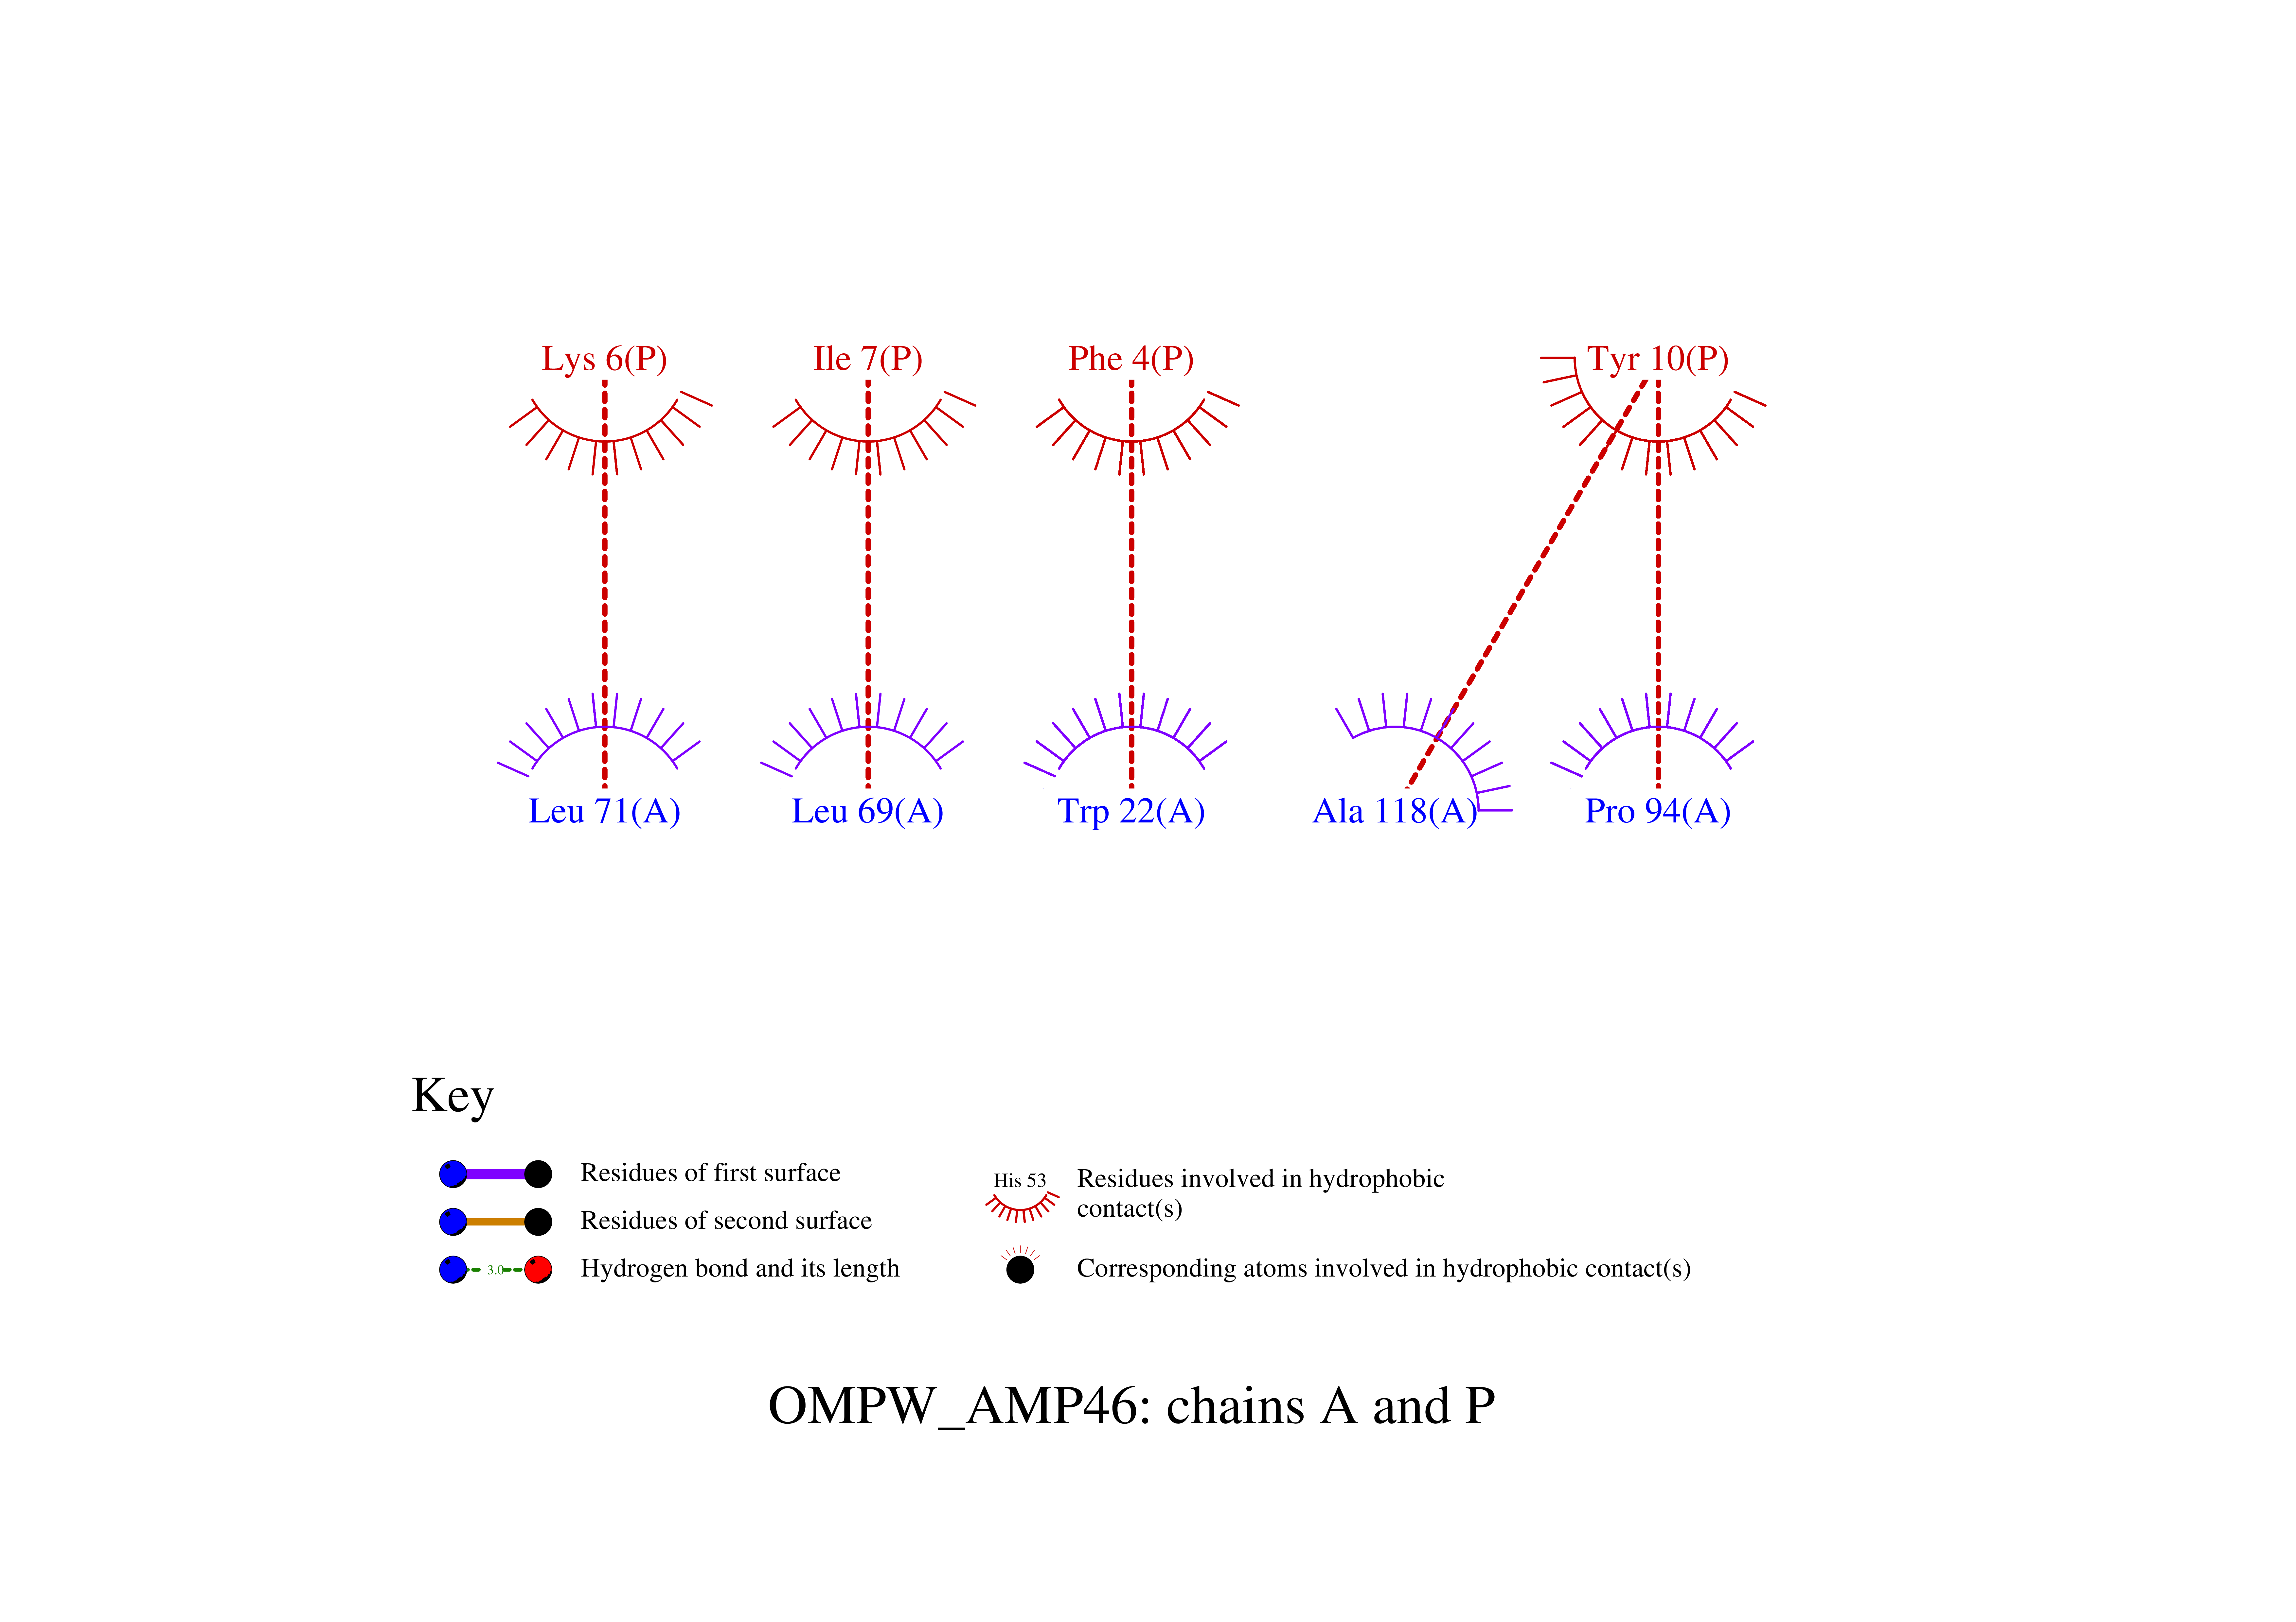 Lys 6(P) Ile 7(P) Phe 4(P) Tyr 10(P)
Leu 71(A) Leu 69(A) Trp 22(A) Ala 118(A) Pro 94(A)
Key
Residues of first surface
Residues of second surface
3.0 Hydrogen bond and its length
His 53 Residues involved in hydrophobic
contact(s)
Corresponding atoms involved in hydrophobic contact(s)
OMPW_AMP46: chains A and P